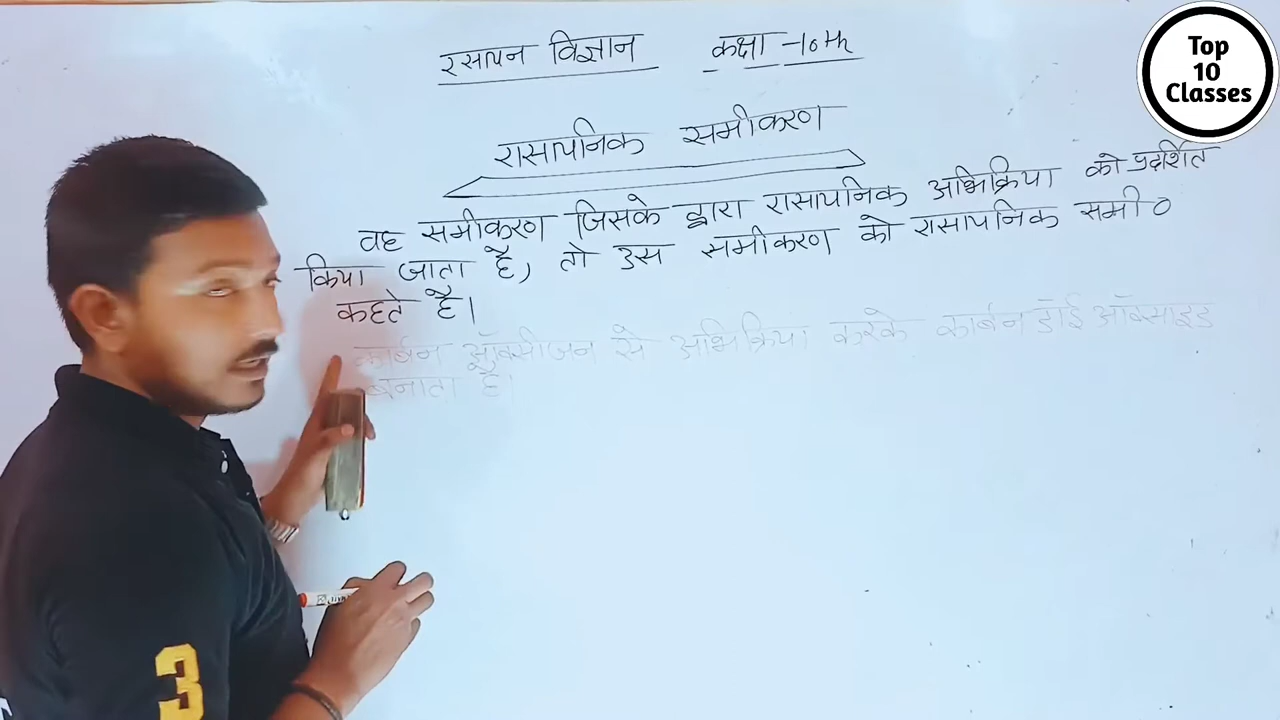 रसायन विज्ञान कक्षा -10th
Top
10
Classes
रासायनिक समीकरण
वह समीकरण जिसके द्वारा रासायनिक अभिक्रिया को प्रदर्शित
किया जाता है, तो उस समीकरण को रासायनिक समी०
कहते है।
कार्बन ऑक्सीजन से अभिक्रिया करके कार्बन डॉई ऑक्साइड
बनाता है।
3